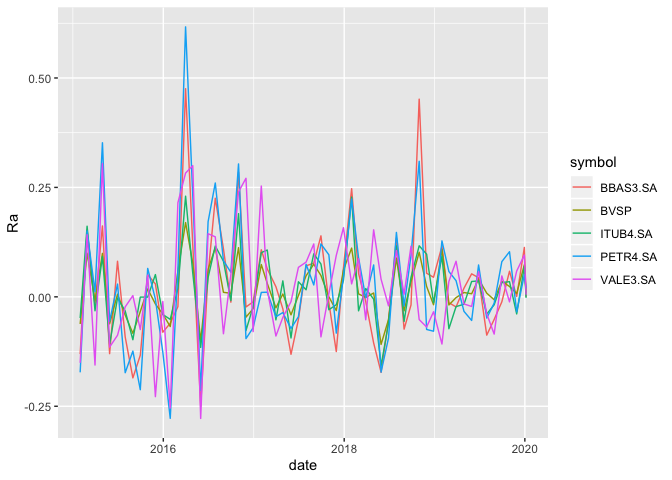 0.50
0.25
0.00
-0.25
Ra
2016
2018
2020
date
symbol
BBAS3.SA
BVSP
ITUB4.SA
PETR4.SA
VALE3.SA